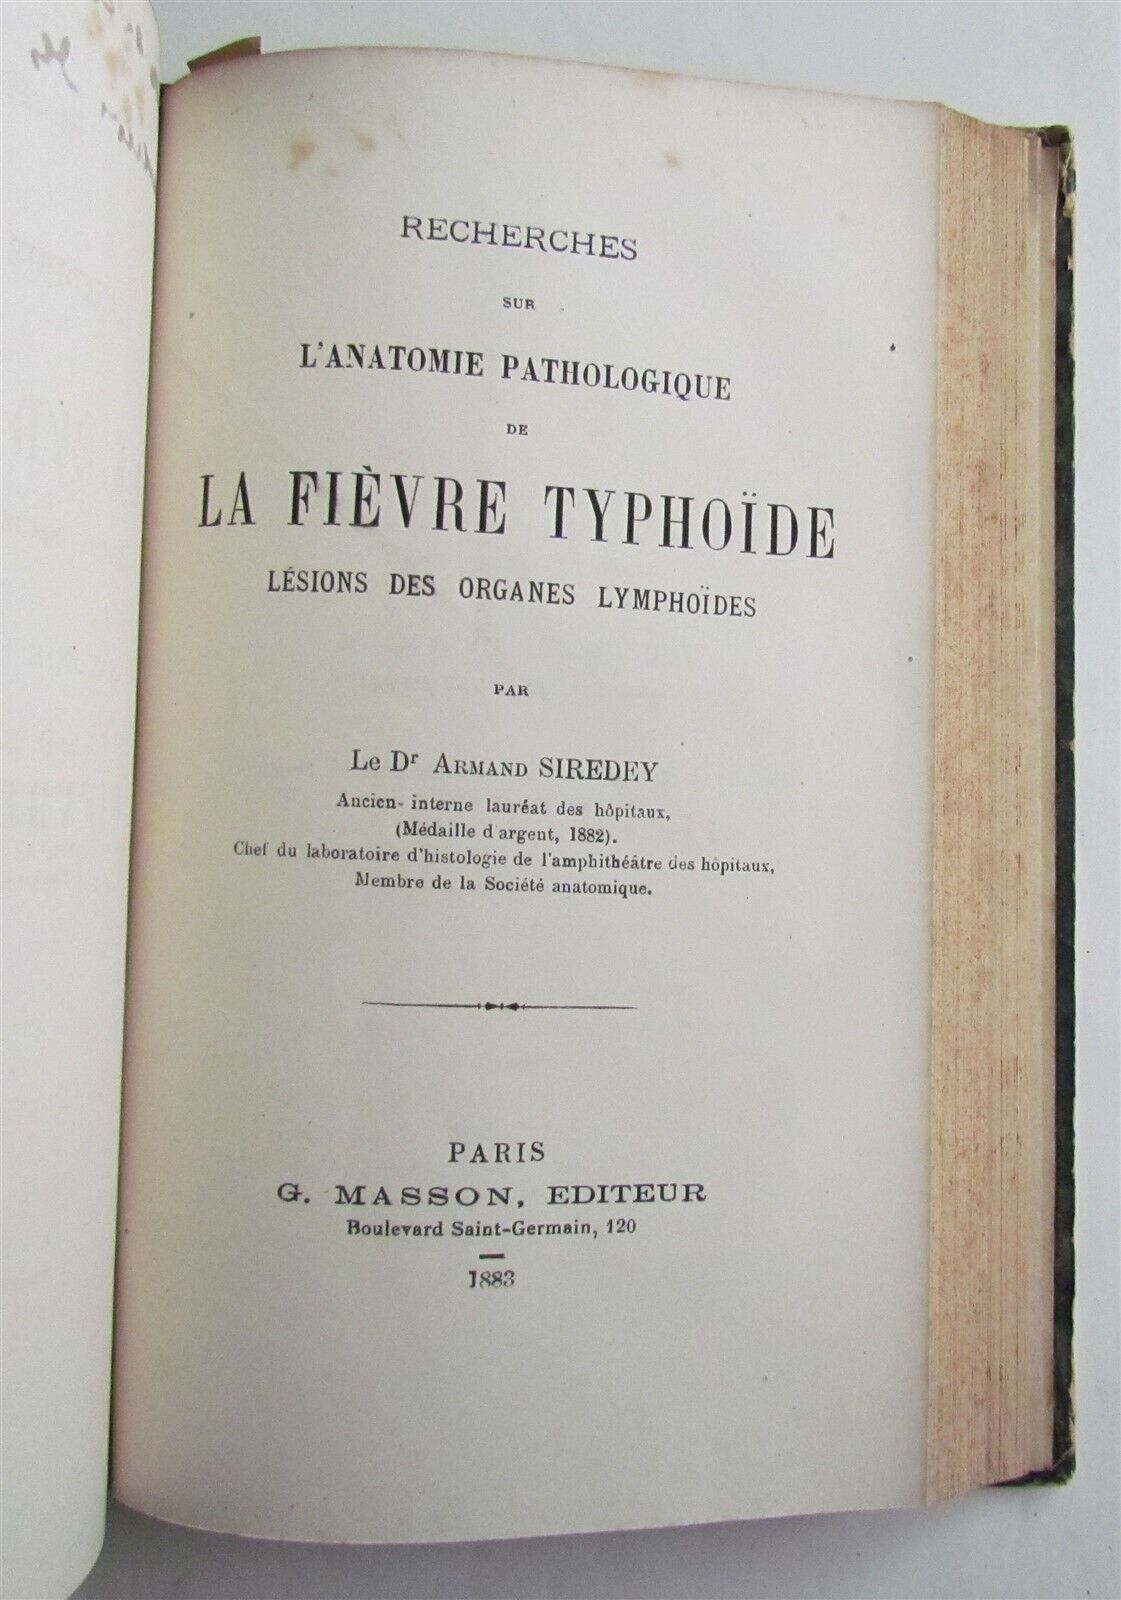 RECHERCHES
SUR
L'ANATOMIE PATHOLOGIQUE
DE
LA FIÈVRE TYPHOÏDE
LÉSIONS DES ORGANES LYMPHOÏDES
PAR
Le Dr ARMAND SIREDEY
Ancien- interne lauréat des hôpitaux,
(Médaille d'argent, 1882).
Chef du laboratoire d'histologie de l'amphithéâtre des hôpitaux,
Membre de la Société anatomique.
PARIS
G. MASSON, EDITEUR
Boulevard Saint-Germain, 120
1883